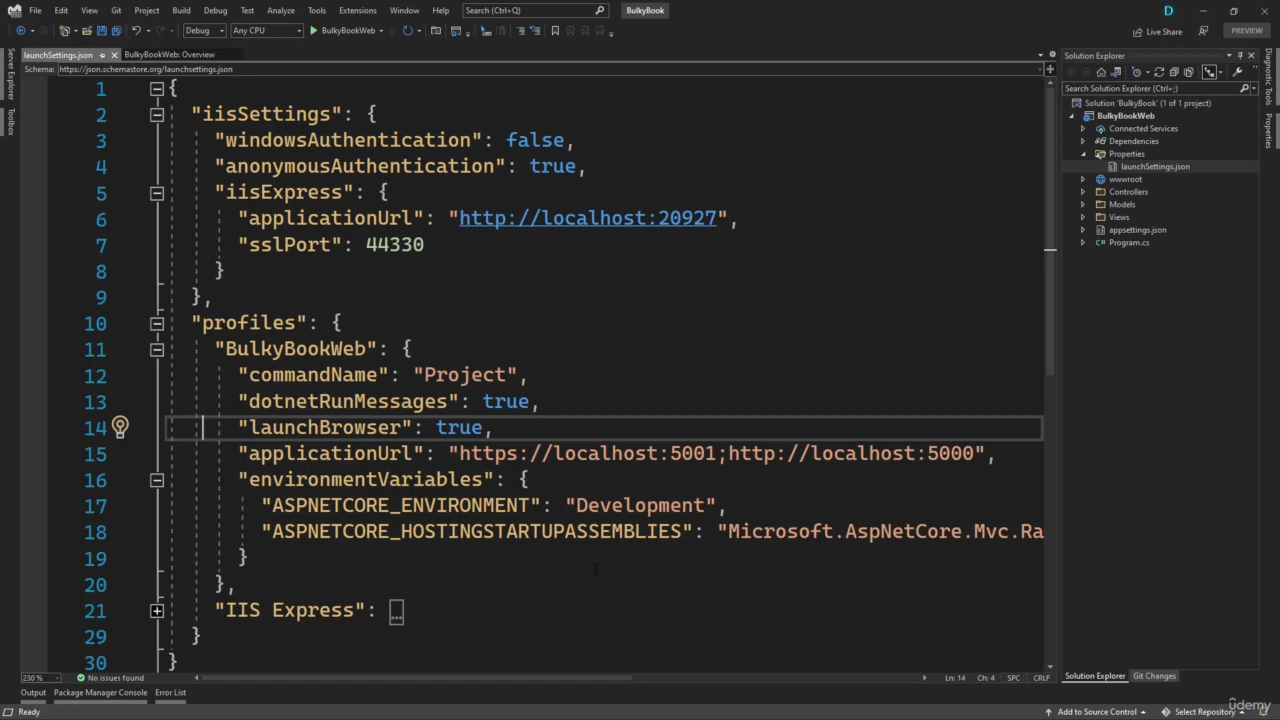 File Edit View Git Project Build Debug Test Analyze Tools Extensions Window Help Search (Ctrl+Q) BulkyBook D
Debug Any CPU BulkyBookWeb Live Share PREVIEW
launchSettings.json BulkyBookWeb: Overview
Schema: https://json.schemastore.org/launchsettings.json
Server Explorer
Toolbox
1 {
2 "iisSettings": {
3 "windowsAuthentication": false,
4 "anonymousAuthentication": true,
5 "iisExpress": {
6 "applicationUrl": "http://localhost:20927",
7 "sslPort": 44330
8 }
9 },
10 "profiles": {
11 "BulkyBookWeb": {
12 "commandName": "Project",
13 "dotnetRunMessages": true,
14 "launchBrowser": true,
15 "applicationUrl": "https://localhost:5001;http://localhost:5000",
16 "environmentVariables": {
17 "ASPNETCORE_ENVIRONMENT": "Development",
18 "ASPNETCORE_HOSTINGSTARTUPASSEMBLIES": "Microsoft.AspNetCore.Mvc.Ra
19 }
20 },
21 "IIS Express": ...
29 }
30 }
Solution Explorer
Search Solution Explorer (Ctrl+;)
Solution 'BulkyBook' (1 of 1 project)
BulkyBookWeb
Connected Services
Dependencies
Properties
launchSettings.json
wwwroot
Controllers
Models
Views
appsettings.json
Program.cs
Diagnostic Tools
Properties
230 % No issues found Ln: 14 Ch: 4 SPC CRLF
Solution Explorer Git Changes
Output Package Manager Console Error List
Ready Add to Source Control Select Repository
udemy